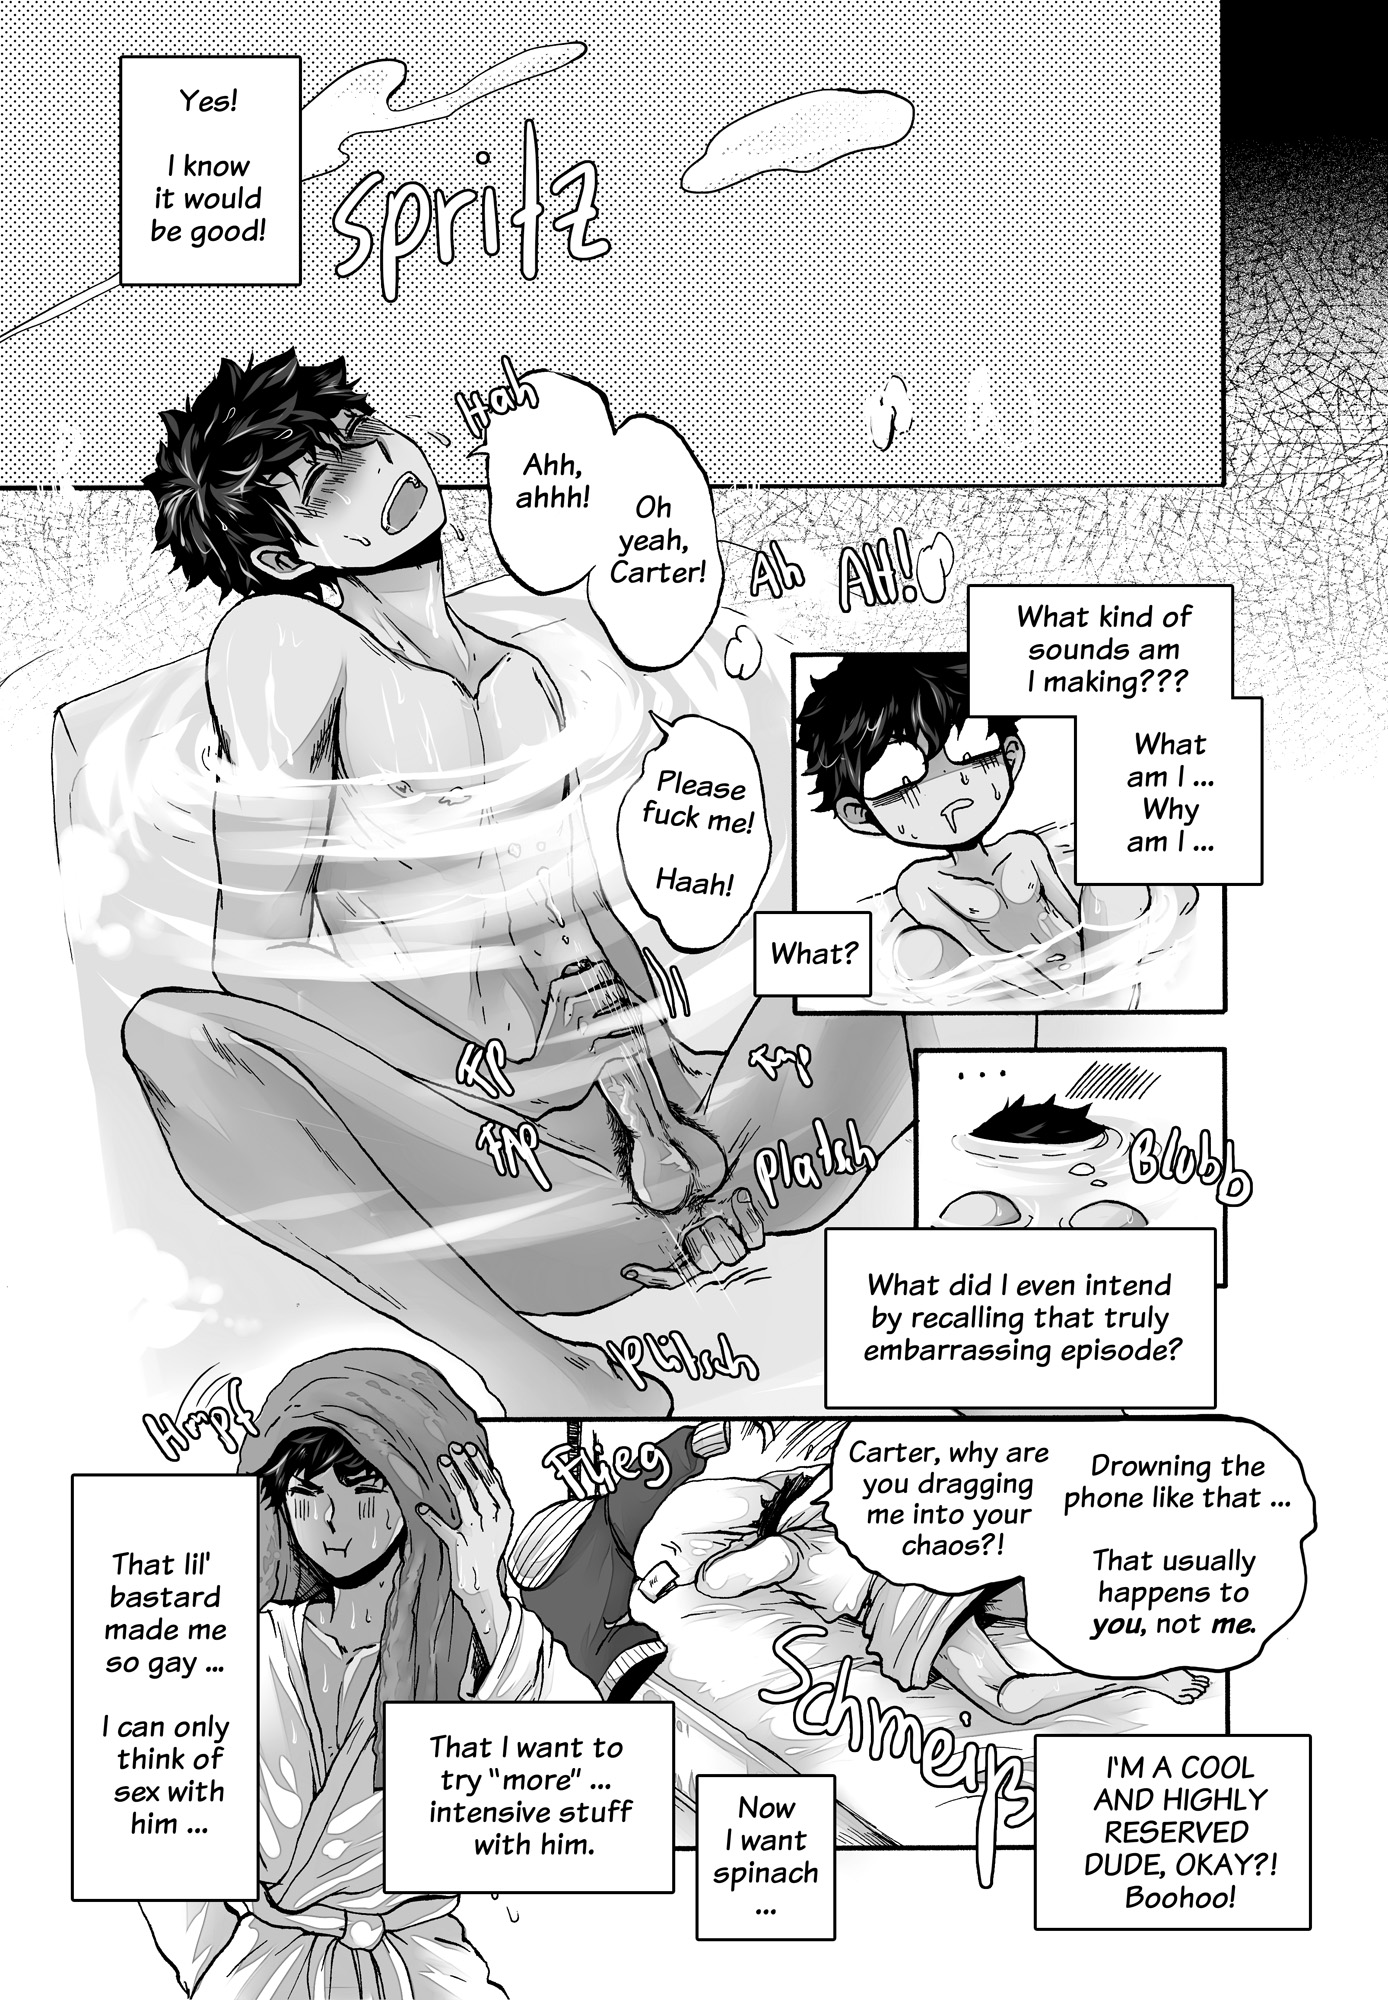 Yes!
I know
it would
be good!
spritz
Hah
Ahh,
ahhh!
Oh
yeah,
Carter!
Ah
AH!
What kind of
sounds am
I making???
What
am I ...
Why
am I ...
Please
fuck me!
Haah!
What?
FAP
Fap
...
Blubb
Platsch
Plitsch
What did I even intend
by recalling that truly
embarrassing episode?
Hmpf
That lil'
bastard
made me
so gay ...
I can only
think of
sex with
him ...
Flieg
Carter, why are
you dragging
me into your
chaos?!
Drowning the
phone like that ...
That usually
happens to
you, not me.
Schmeiß
That I want to
try "more" ...
intensive stuff
with him.
Now
I want
spinach
...
I'M A COOL
AND HIGHLY
RESERVED
DUDE, OKAY?!
Boohoo!